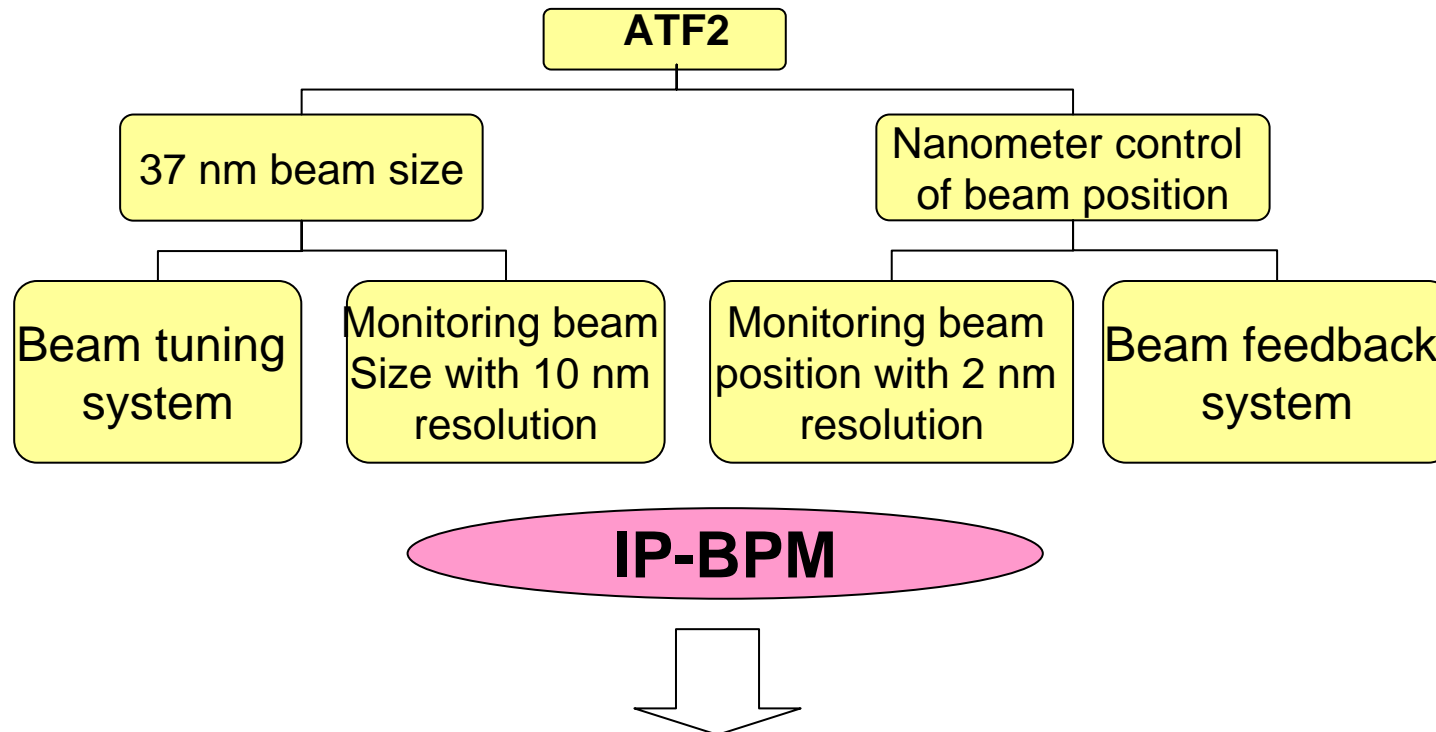 ATF2
37 nm beam size
Nanometer control
of beam position
Beam tuning
system
Monitoring beam
Size with 10 nm
resolution
Monitoring beam
position with 2 nm
resolution
Beam feedback
system
IP-BPM